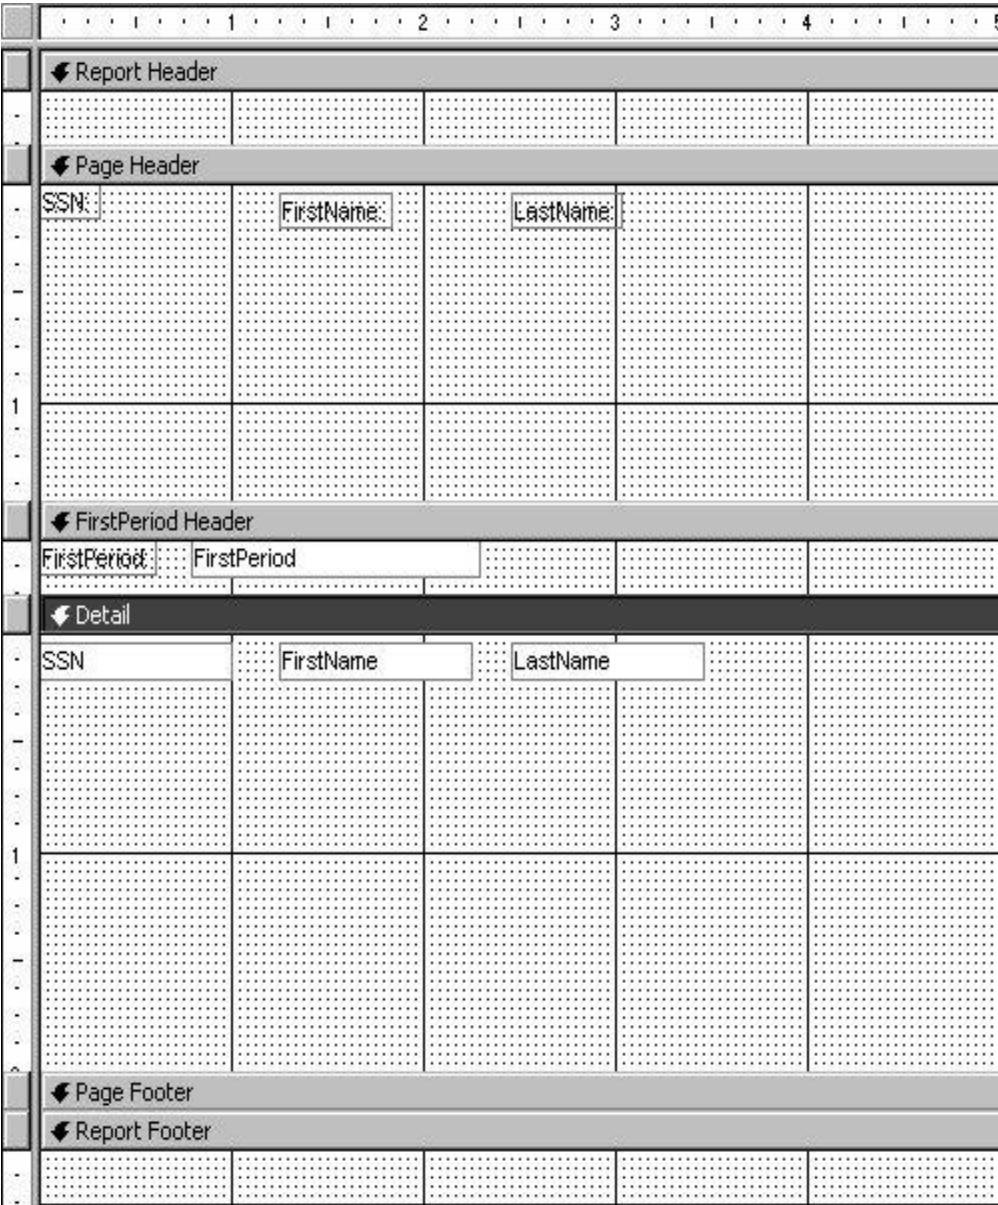 1 2 3 4 5
Report Header
Page Header
SSN: FirstName: LastName:
1
FirstPeriod Header
FirstPeriod: FirstPeriod
Detail
SSN FirstName LastName
1
Page Footer
Report Footer